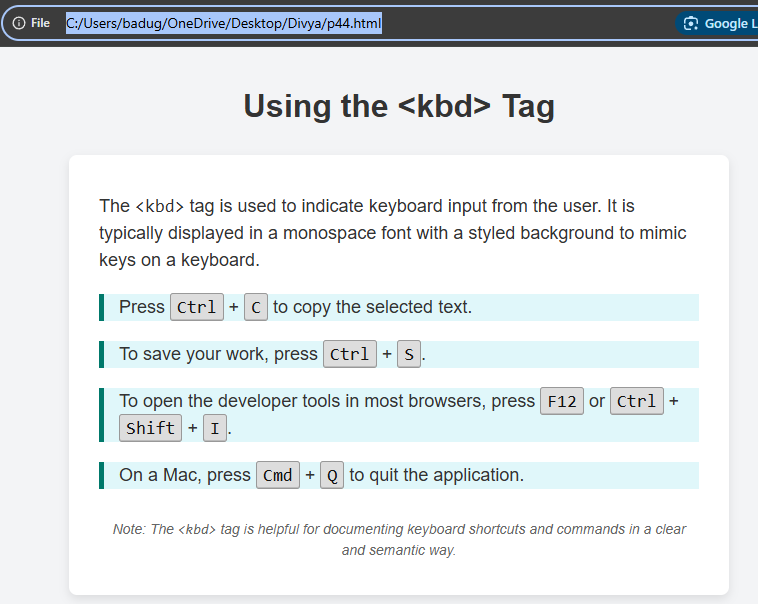 File C:/Users/badug/OneDrive/Desktop/Divya/p44.html Google L
Using the <kbd> Tag
The <kbd> tag is used to indicate keyboard input from the user. It is
typically displayed in a monospace font with a styled background to mimic
keys on a keyboard.
Press Ctrl + C to copy the selected text.
To save your work, press Ctrl + S.
To open the developer tools in most browsers, press F12 or Ctrl +
Shift + I.
On a Mac, press Cmd + Q to quit the application.
Note: The <kbd> tag is helpful for documenting keyboard shortcuts and commands in a clear
and semantic way.